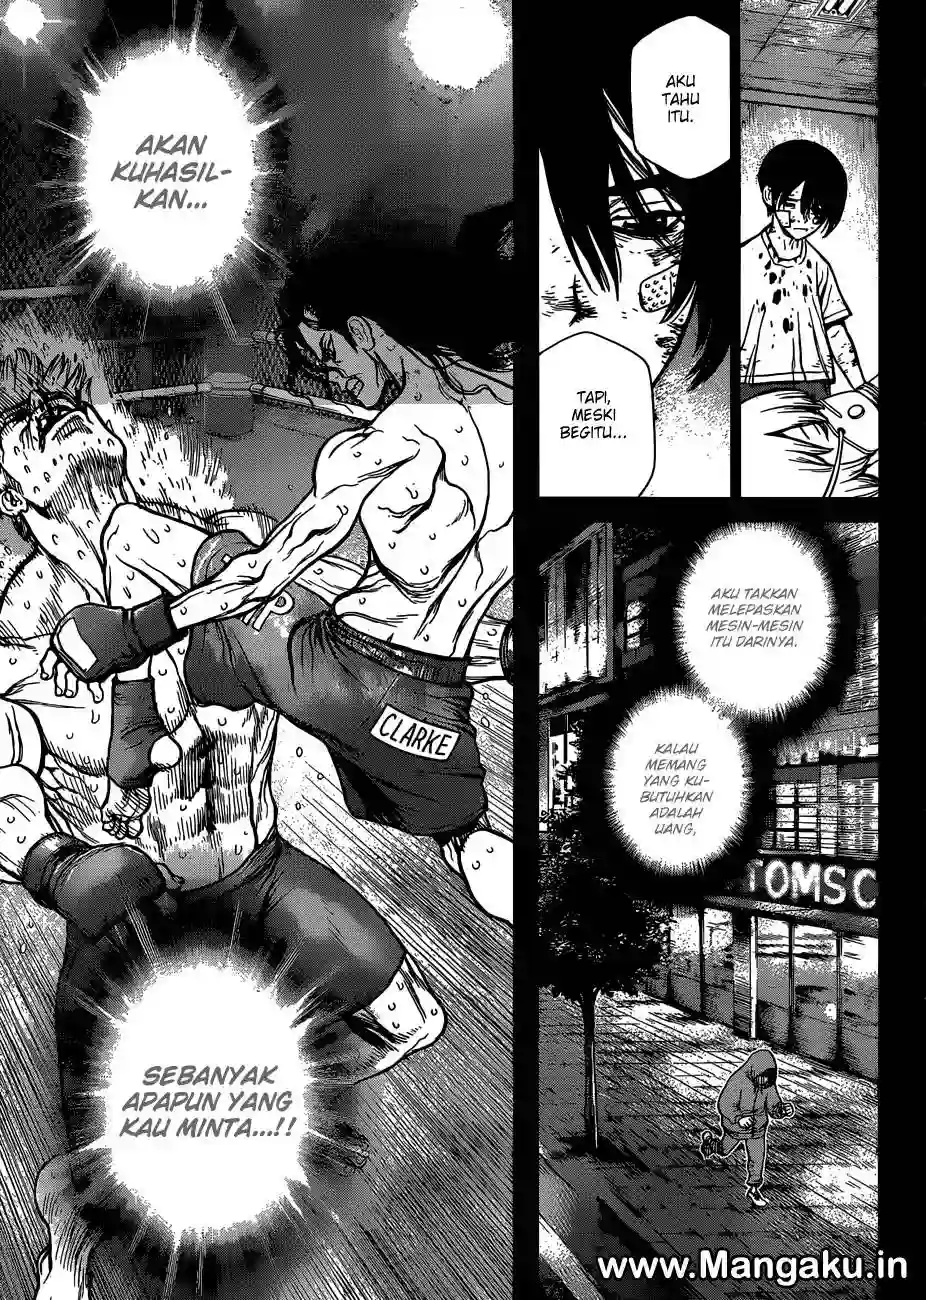 AKU
TAHU
ITU.
TAPI,
MESKI
BEGITU...
AKU TAKKAN
MELEPASKAN
MESIN-MESIN
ITU DARINYA.
KALAU
MEMANG
YANG KU-
BUTUHKAN
ADALAH
UANG,
TOMSC
AKAN
KUHASIL-
KAN...
CLARKE
SEBANYAK
APAPUN YANG
KAU MINTA...!!
www.Mangaku.in